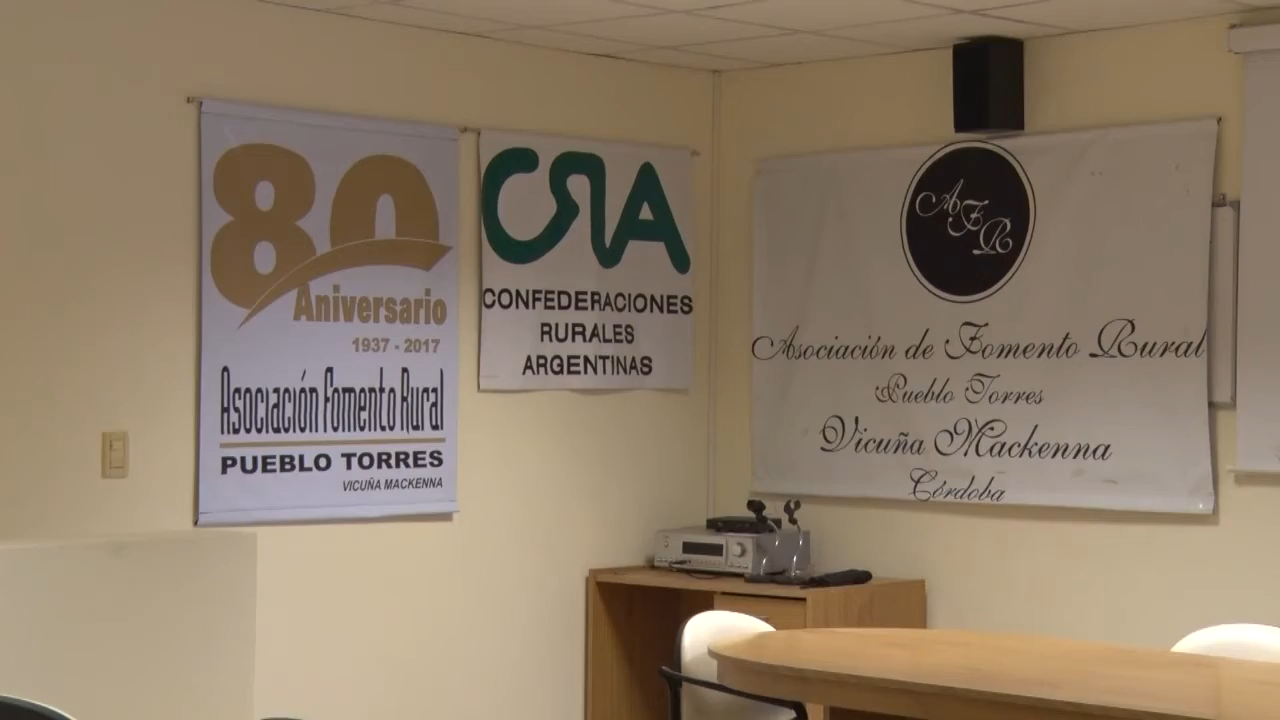 80
Aniversario
1937 - 2017
Asociación Fomento Rural
PUEBLO TORRES
VICUÑA MACKENNA
CRA
CONFEDERACIONES
RURALES
ARGENTINAS
AFR
Asociación de Fomento Rural
Pueblo Torres
Vicuña Mackenna
Córdoba